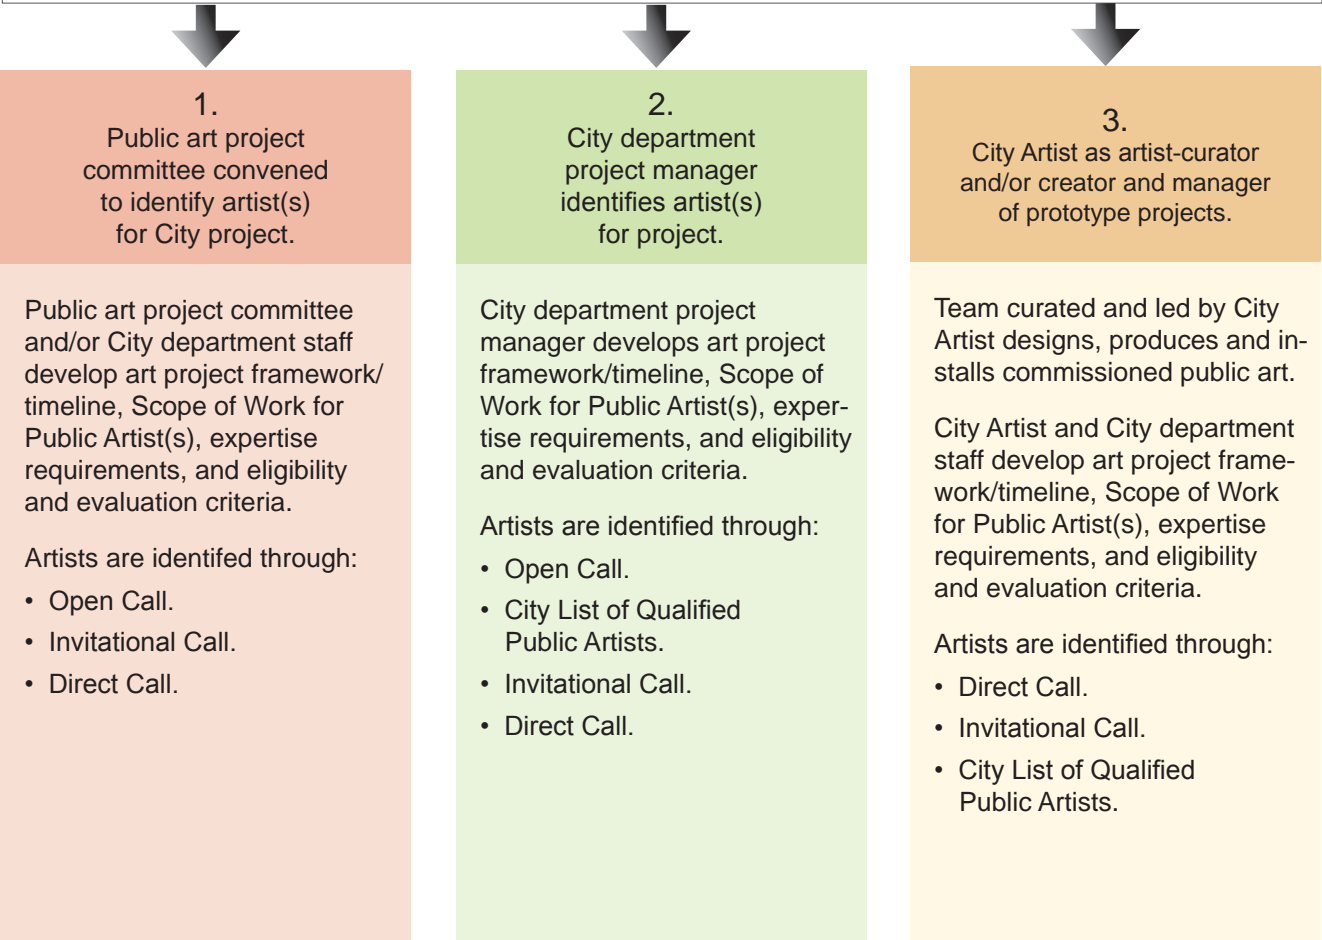 1.
Public art project
committee convened
to identify artist(s)
for City project.
Public art project committee
and/or City department staff
develop art project framework/
timeline, Scope of Work for
Public Artist(s), expertise
requirements, and eligibility
and evaluation criteria.
Artists are identifed through:
• Open Call.
• Invitational Call.
• Direct Call.
2.
City department
project manager
identifies artist(s)
for project.
City department project
manager develops art project
framework/timeline, Scope of
Work for Public Artist(s), exper-
tise requirements, and eligibility
and evaluation criteria.
Artists are identified through:
• Open Call.
• City List of Qualified
Public Artists.
• Invitational Call.
• Direct Call.
3.
City Artist as artist-curator
and/or creator and manager
of prototype projects.
Team curated and led by City
Artist designs, produces and in-
stalls commissioned public art.
City Artist and City department
staff develop art project frame-
work/timeline, Scope of Work
for Public Artist(s), expertise
requirements, and eligibility
and evaluation criteria.
Artists are identified through:
• Direct Call.
• Invitational Call.
• City List of Qualified
Public Artists.